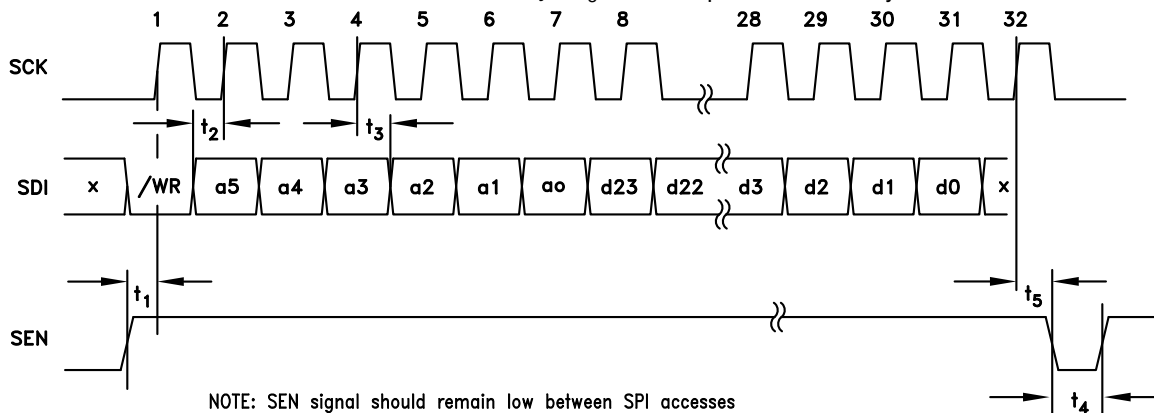 1 2 3 4 5 6 7 8 28 29 30 31 32
SCK
t2 t3
SDI x /WR a5 a4 a3 a2 a1 ao d23 d22 d3 d2 d1 d0 x
t1 t5
SEN
NOTE: SEN signal should remain low between SPI accesses
t4